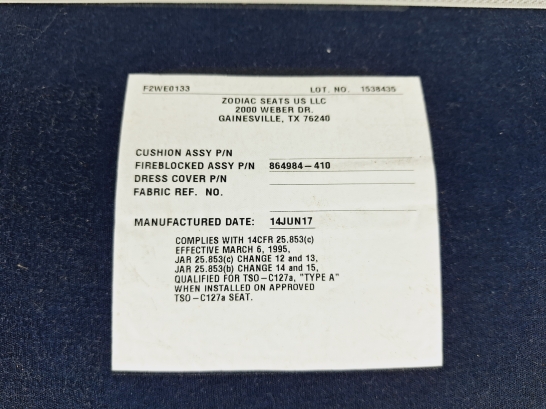 F2WE0133 LOT. NO. 1538435
ZODIAC SEATS US LLC
2000 WEBER DR.
GAINESVILLE, TX 76240
CUSHION ASSY P/N
FIREBLOCKED ASSY P/N 864984-410
DRESS COVER P/N
FABRIC REF. NO.
MANUFACTURED DATE: 14JUN17
COMPLIES WITH 14CFR 25.853(c)
EFFECTIVE MARCH 6, 1995,
JAR 25.853(c) CHANGE 12 and 13,
JAR 25.853(b) CHANGE 14 and 15,
QUALIFIED FOR TSO-C127a, "TYPE A"
WHEN INSTALLED ON APPROVED
TSO-C127a SEAT.